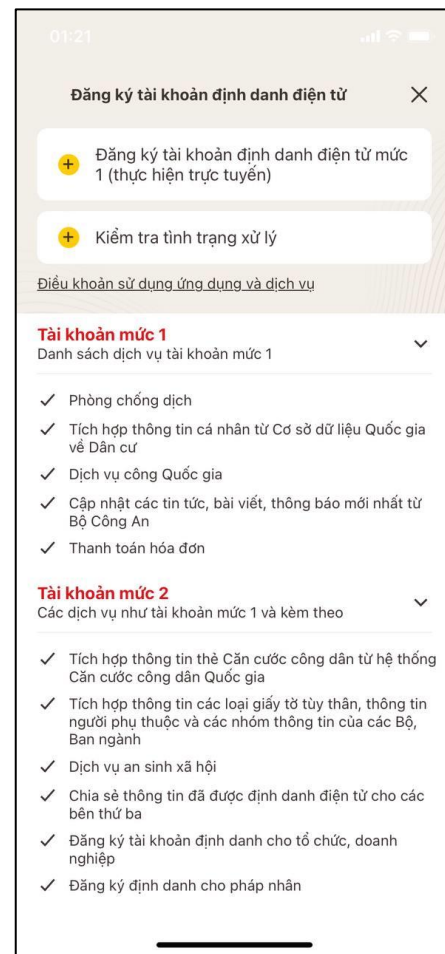 01:21
Đăng ký tài khoản định danh điện tử
Đăng ký tài khoản định danh điện tử mức
1 (thực hiện trực tuyến)
Kiểm tra tình trạng xử lý
Điều khoản sử dụng ứng dụng và dịch vụ
Tài khoản mức 1
Danh sách dịch vụ tài khoản mức 1
Phòng chống dịch
Tích hợp thông tin cá nhân từ Cơ sở dữ liệu Quốc gia
về Dân cư
Dịch vụ công Quốc gia
Cập nhật các tin tức, bài viết, thông báo mới nhất từ
Bộ Công An
Thanh toán hóa đơn
Tài khoản mức 2
Các dịch vụ như tài khoản mức 1 và kèm theo
Tích hợp thông tin thẻ Căn cước công dân từ hệ thống
Căn cước công dân Quốc gia
Tích hợp thông tin các loại giấy tờ tùy thân, thông tin
người phụ thuộc và các nhóm thông tin của các Bộ,
Ban ngành
Dịch vụ an sinh xã hội
Chia sẻ thông tin đã được định danh điện tử cho các
bên thứ ba
Đăng ký tài khoản định danh cho tổ chức, doanh
nghiệp
Đăng ký định danh cho pháp nhân